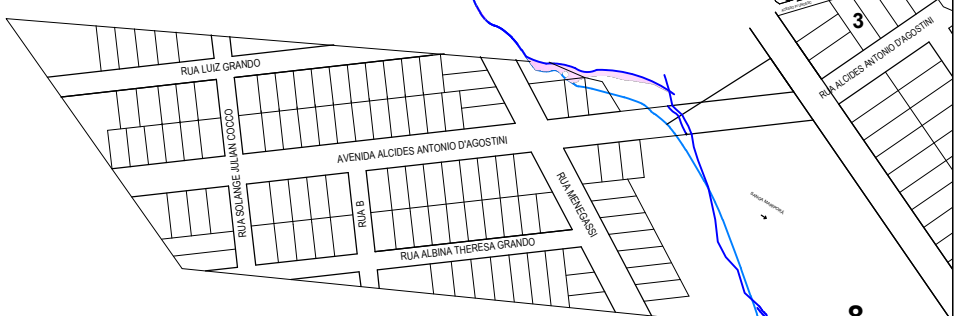 3
RUA ALCIDES ANTONIO D'AGOSTINI
RUA LUIZ GRANDO
RUA SOLANGE JULIAN COCCO
AVENIDA ALCIDES ANTONIO D'AGOSTINI
RUA B
RUA MENEGASSI
RUA ALBINA THERESA GRANDO
8